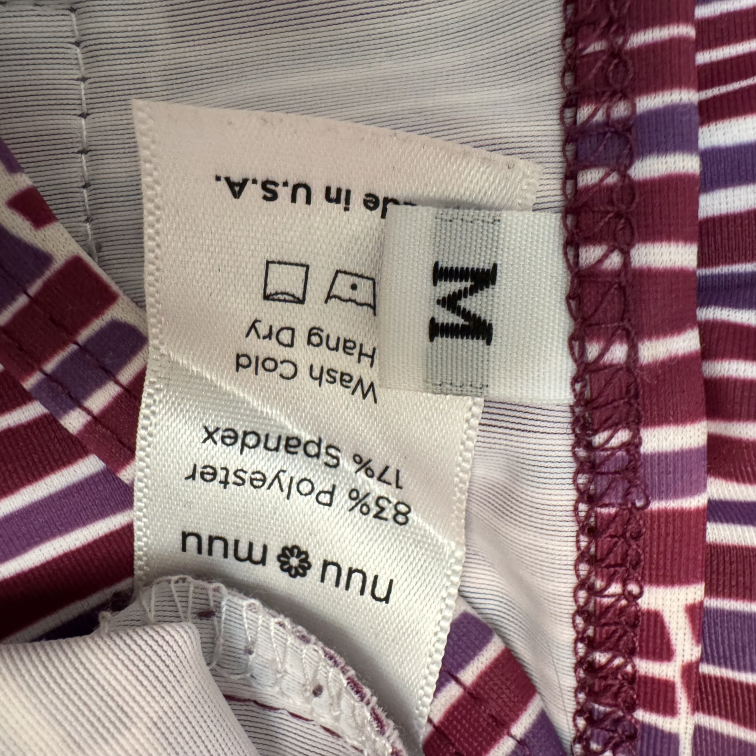 nuu muu
83% Polyester
17% Spandex
Wash Cold
Hang Dry
de in U.S.A.
M